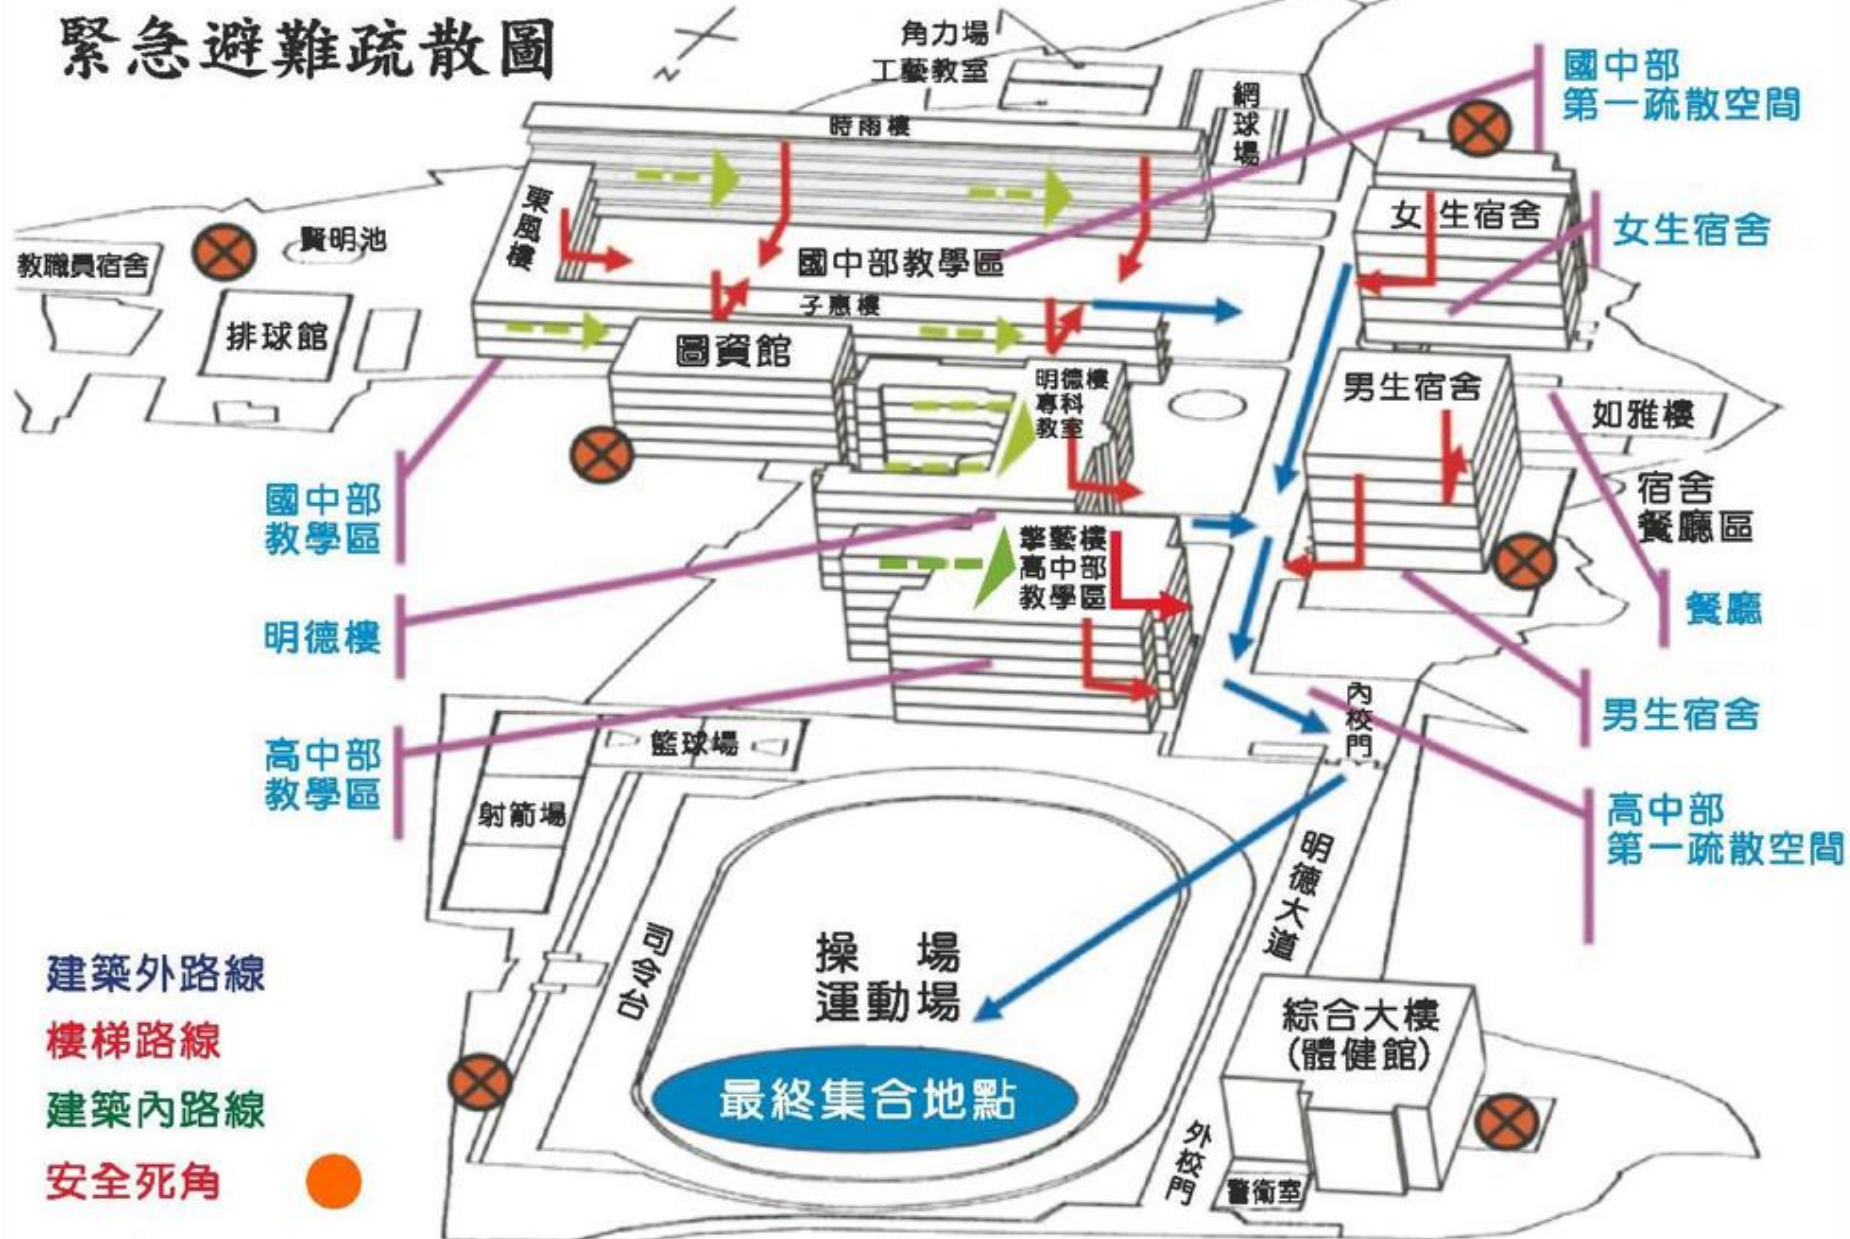 緊急避難疏散圖
N
角力場
工藝教室
網球場
國中部
第一疏散空間
時雨樓
東風樓
女生宿舍
女生宿舍
教職員宿舍
賢明池
國中部教學區
子惠樓
排球館
圖資館
明德樓
專科
教室
男生宿舍
如雅樓
國中部
教學區
宿舍
餐廳區
擎藝樓
高中部
教學區
餐廳
明德樓
內校門
男生宿舍
高中部
教學區
籃球場
射箭場
高中部
第一疏散空間
明德大道
司令台
操場
運動場
建築外路線
樓梯路線
建築內路線
安全死角
綜合大樓
(體健館)
最終集合地點
外校門
警衛室